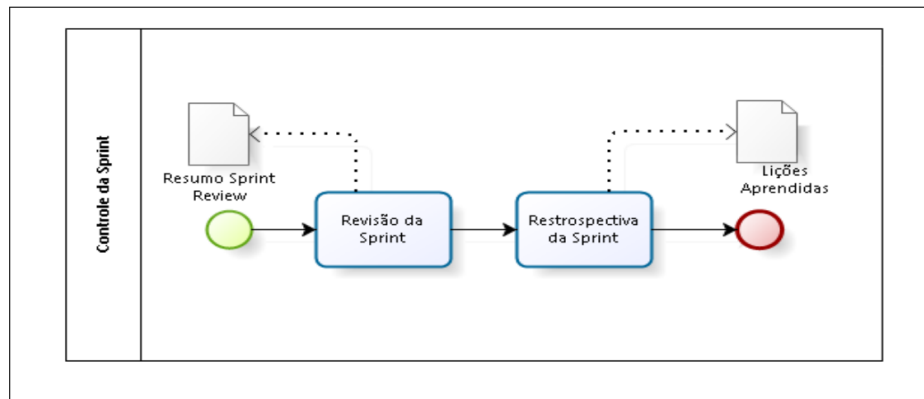 Controle da Sprint
Resumo Sprint
Review
Revisão da
Sprint
Restrospectiva
da Sprint
Lições
Aprendidas